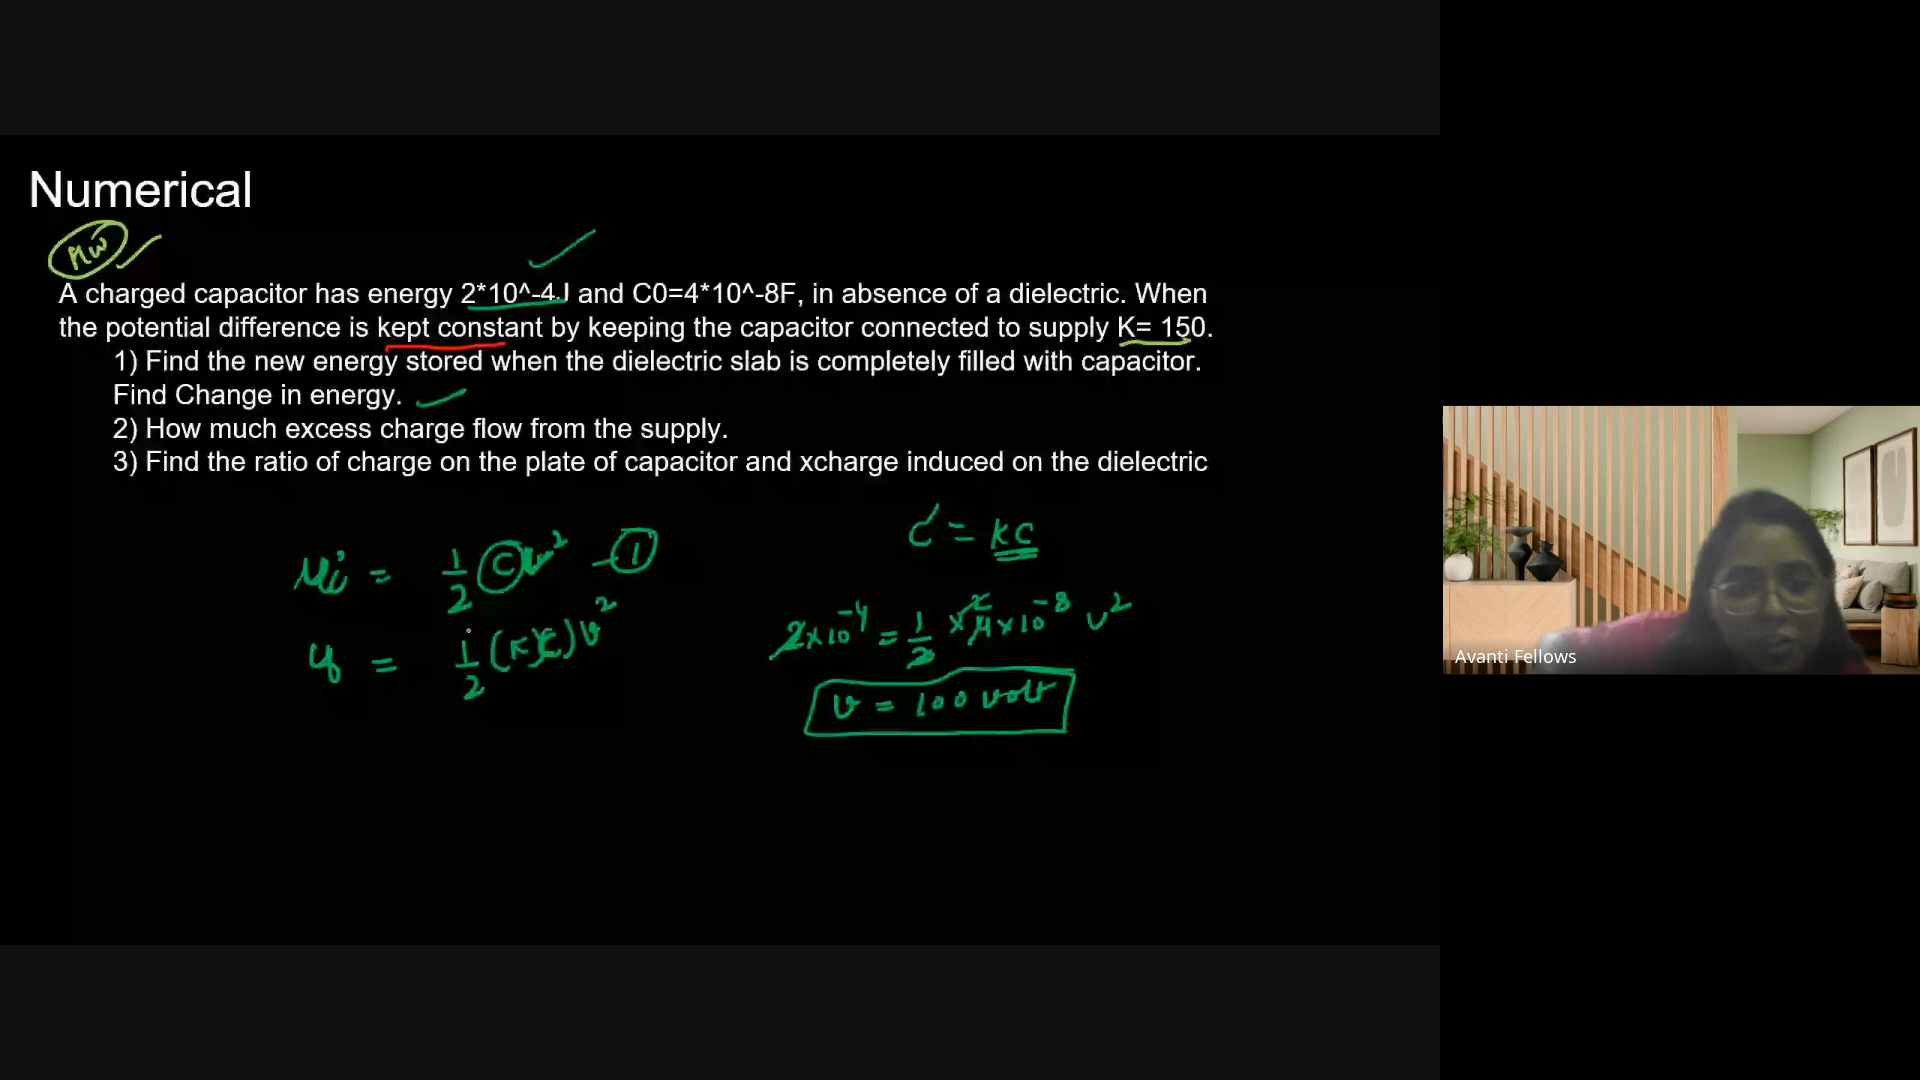 Numerical
HW
A charged capacitor has energy 2*10^-4J and C0=4*10^-8F, in absence of a dielectric. When
the potential difference is kept constant by keeping the capacitor connected to supply K= 150.
1) Find the new energy stored when the dielectric slab is completely filled with capacitor.
Find Change in energy.
2) How much excess charge flow from the supply.
3) Find the ratio of charge on the plate of capacitor and xcharge induced on the dielectric
Ui = 1/2 CV² - 1
C' = KC
Uf = 1/2 (KC) V²
2×10⁻⁴ = 1/2 × 4×10⁻⁸ V²
2
V = 100 volt
Avanti Fellows